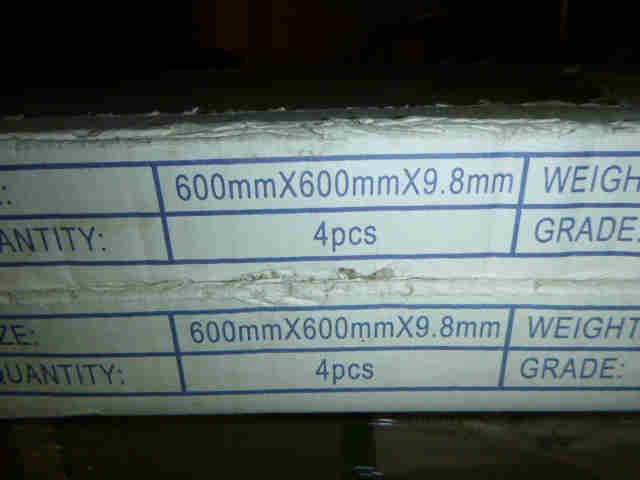 : 600mmX600mmX9.8mm WEIGH
ANTITY: 4pcs GRADE:
ZE: 600mmX600mmX9.8mm WEIGHT
QUANTITY: 4pcs GRADE: